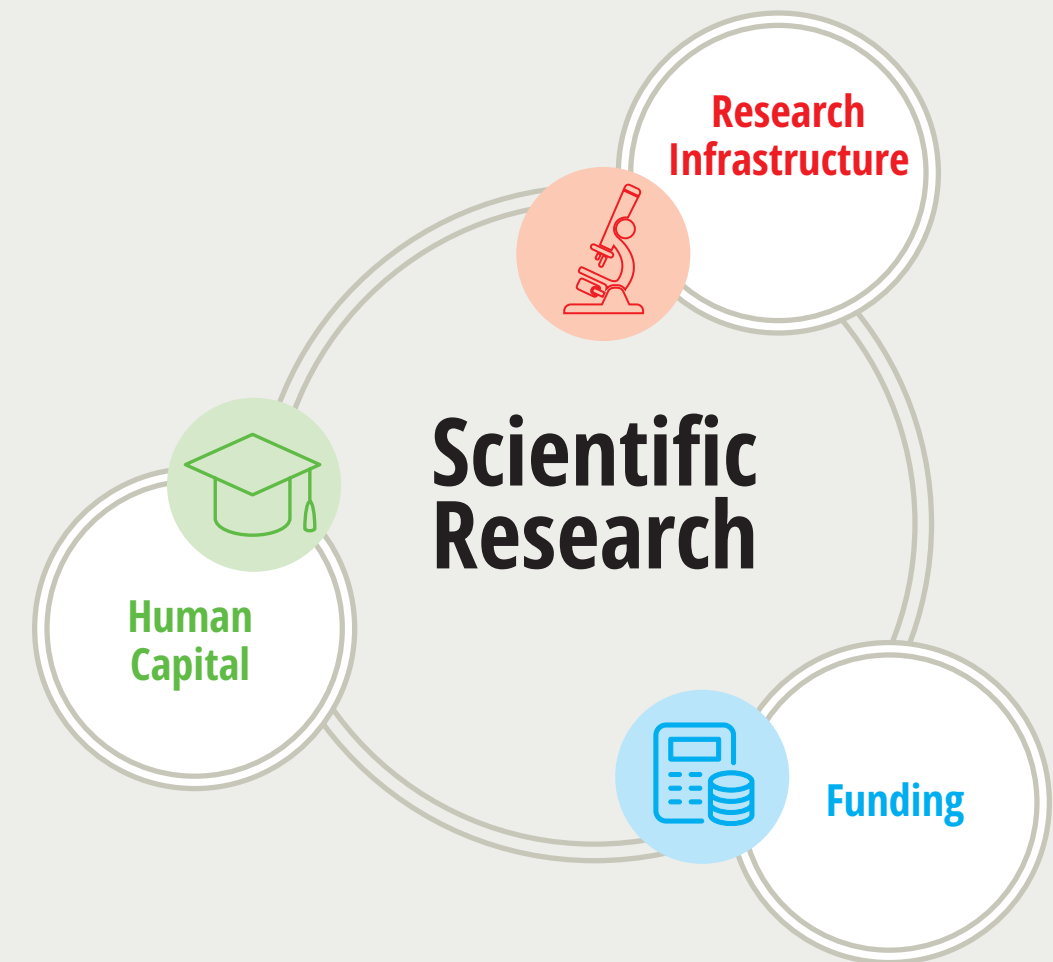 Research
Infrastructure
Scientific
Research
Human
Capital
Funding